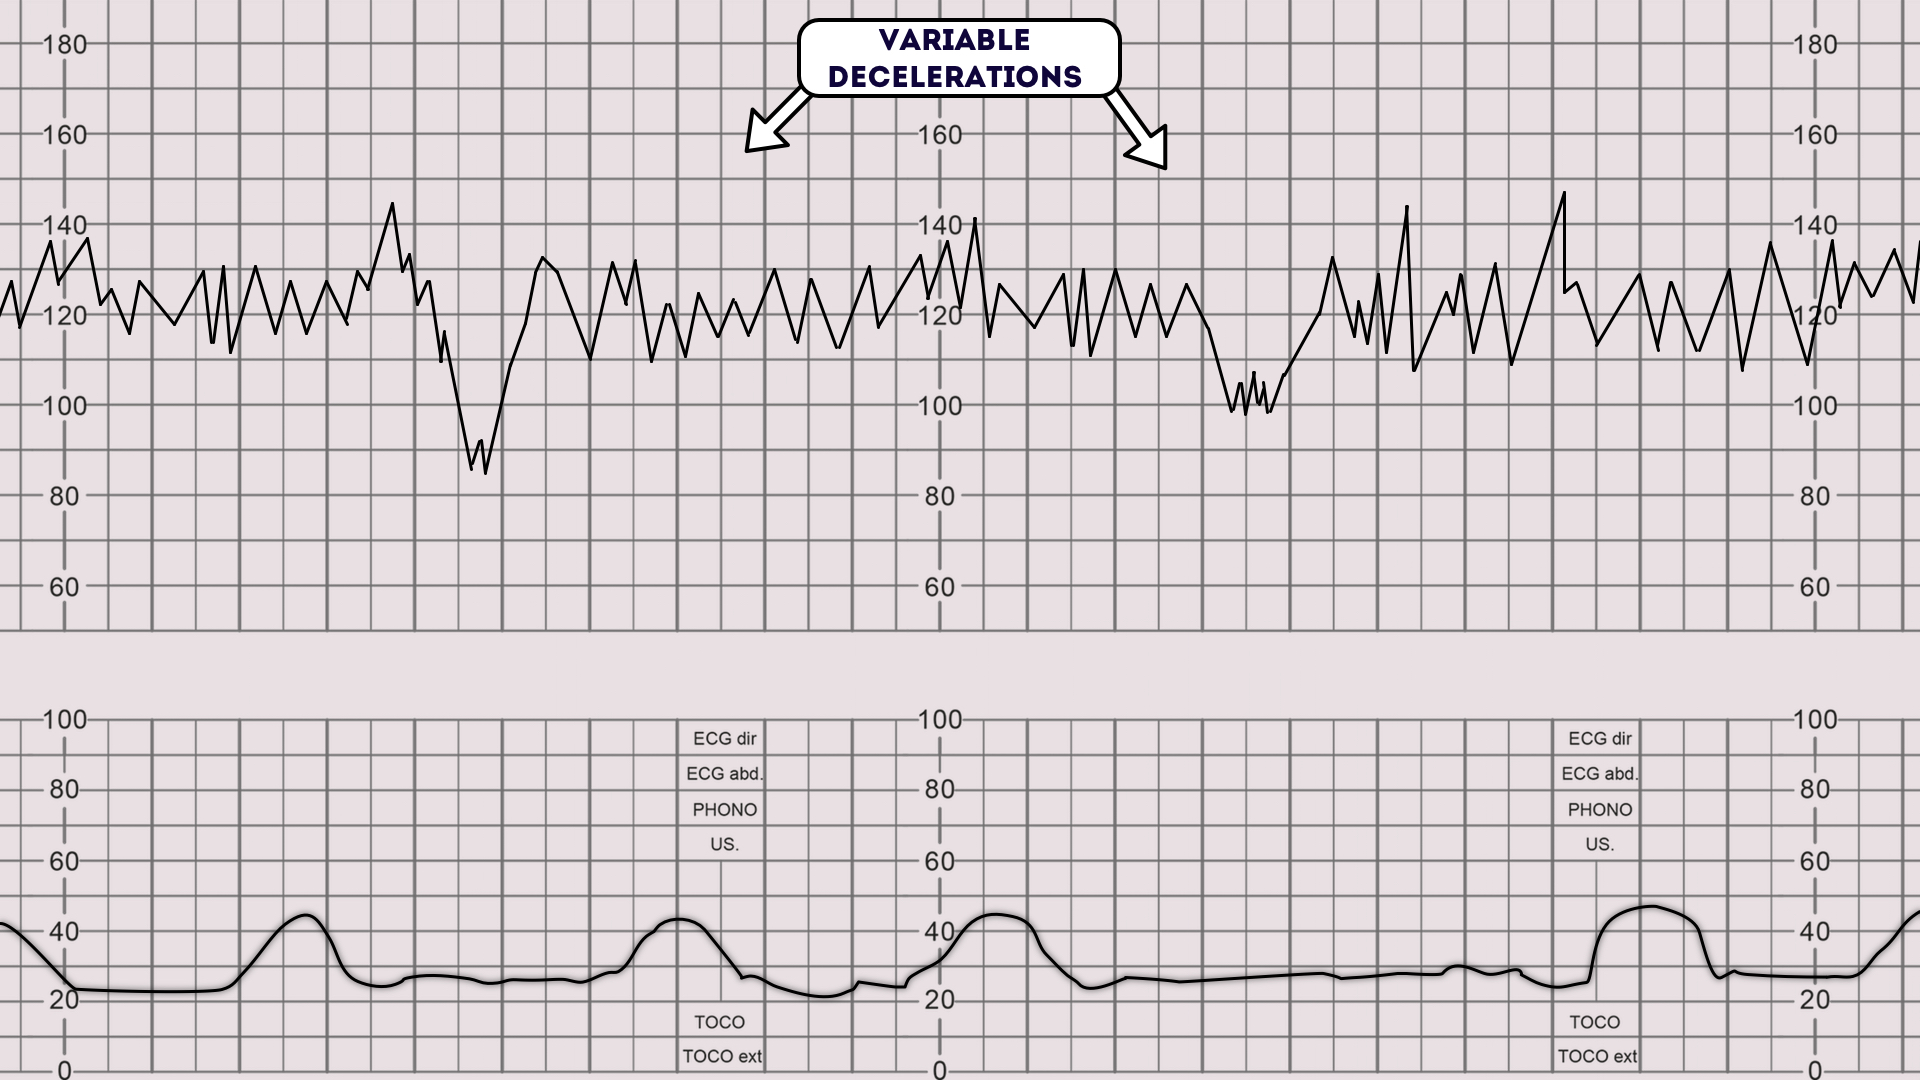 VARIABLE
DECELERATIONS
180 180
160 160 160
140 140 140
120 120 120
100 100 100
80 80 80
60 60 60
100 100 100
ECG dir ECG dir
ECG abd. ECG abd.
80 80 80
PHONO PHONO
US. US.
60 60 60
40 40 40
20 20 20
TOCO TOCO
TOCO ext TOCO ext
0 0 0